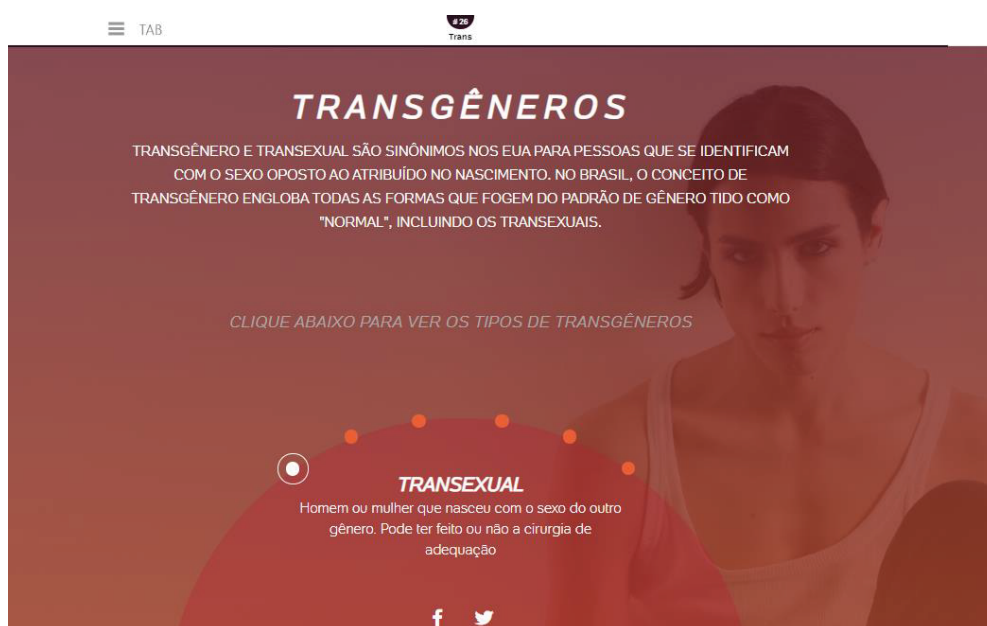 TAB
#26
Trans
TRANSGÊNEROS
TRANSGÊNERO E TRANSEXUAL SÃO SINÔNIMOS NOS EUA PARA PESSOAS QUE SE IDENTIFICAM
COM O SEXO OPOSTO AO ATRIBUÍDO NO NASCIMENTO. NO BRASIL, O CONCEITO DE
TRANSGÊNERO ENGLOBA TODAS AS FORMAS QUE FOGEM DO PADRÃO DE GÊNERO TIDO COMO
"NORMAL", INCLUINDO OS TRANSEXUAIS.
CLIQUE ABAIXO PARA VER OS TIPOS DE TRANSGÊNEROS
TRANSEXUAL
Homem ou mulher que nasceu com o sexo do outro
gênero. Pode ter feito ou não a cirurgia de
adequação